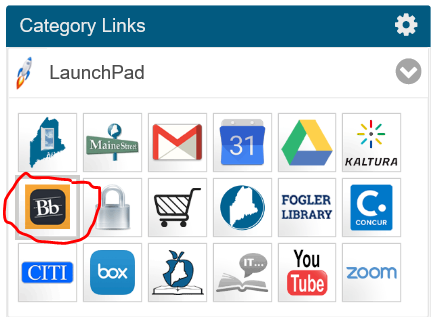 Category Links
LaunchPad
MaineStreet
31
KALTURA
Bb
FOGLER
LIBRARY
CONCUR
CITI
box
IT...
You
Tube
zoom